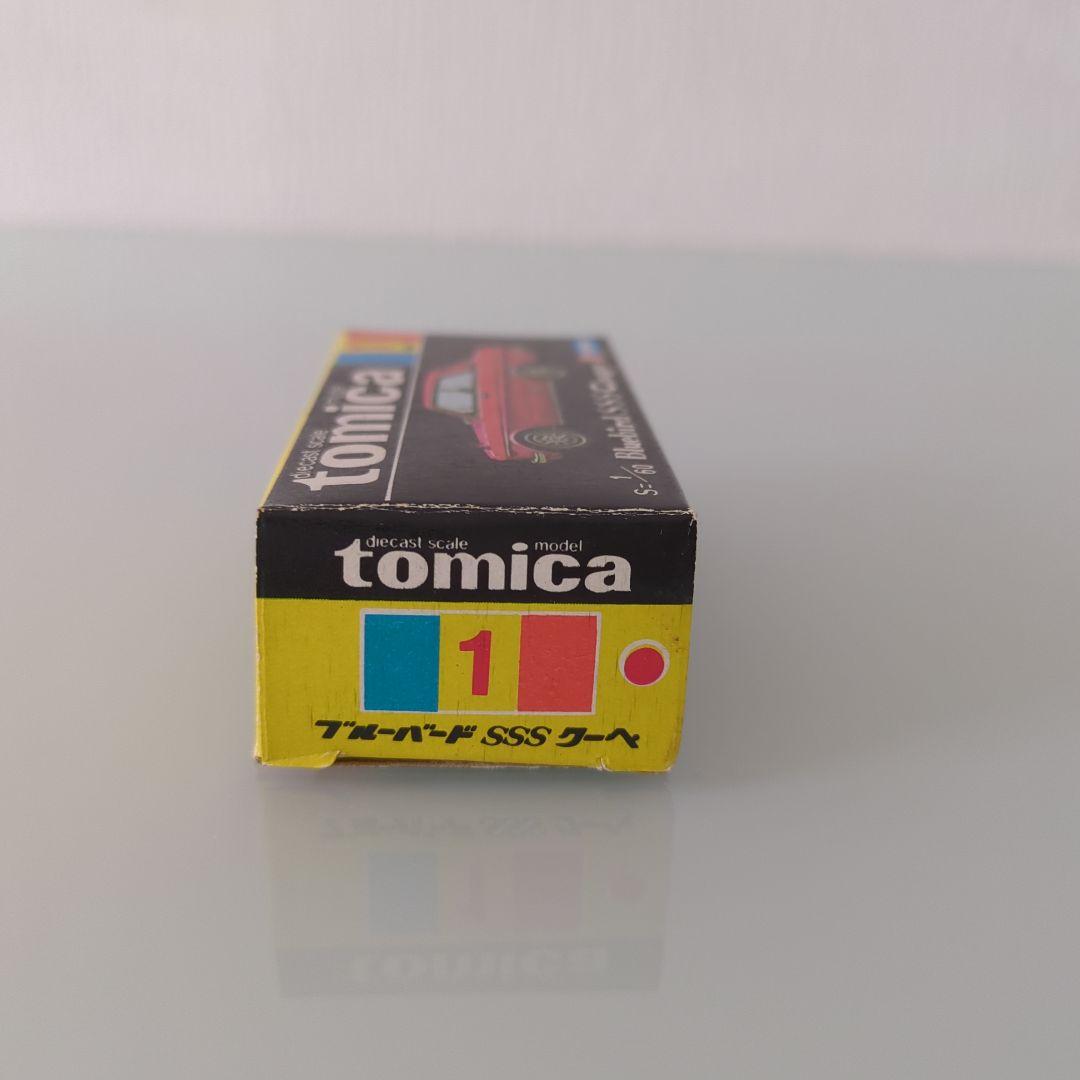 diecast scale
tomica
S=1/60 Bluebird SSS Coupe
diecast scale model
tomica
1
ブルーバード SSS クーペ